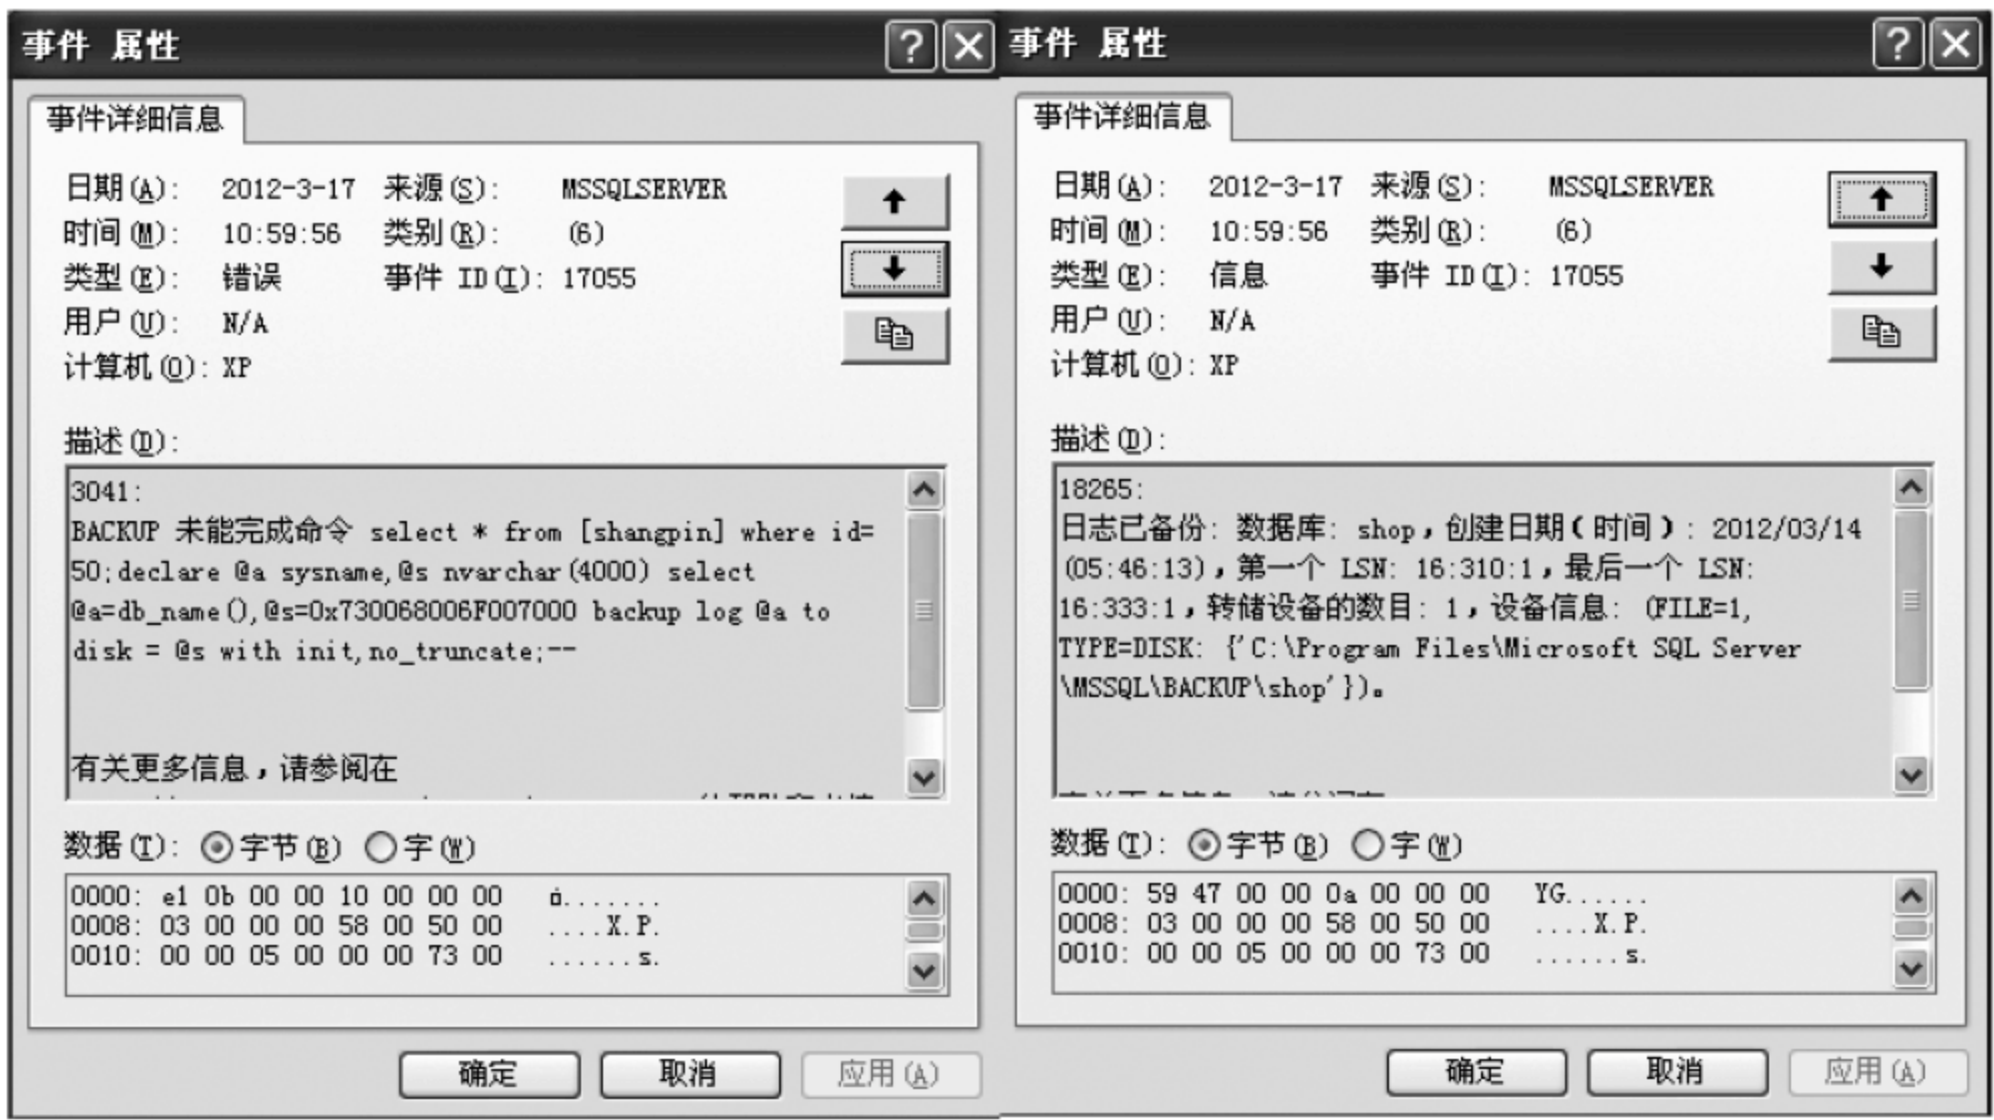 事件 属性
事件详细信息
日期(A): 2012-3-17 来源(S): MSSQLSERVER
时间(M): 10:59:56 类别(R): (6)
类型(E): 错误 事件 ID(I): 17055
用户(U): N/A
计算机(O): XP
描述(D):
3041:
BACKUP 未能完成命令 select * from [shangpin] where id=
50;declare @a sysname,@s nvarchar(4000) select
@a=db_name(),@s=0x730068006F007000 backup log @a to
disk = @s with init,no_truncate;--
有关更多信息，请参阅在
数据(T): 字节(B) 字(W)
0000: e1 0b 00 00 10 00 00 00 á.......
0008: 03 00 00 00 58 00 50 00 ....X.P.
0010: 00 00 05 00 00 00 73 00 ......s.
确定 取消 应用(A)
事件 属性
事件详细信息
日期(A): 2012-3-17 来源(S): MSSQLSERVER
时间(M): 10:59:56 类别(R): (6)
类型(E): 信息 事件 ID(I): 17055
用户(U): N/A
计算机(O): XP
描述(D):
18265:
日志已备份: 数据库: shop，创建日期(时间): 2012/03/14
(05:46:13)，第一个 LSN: 16:310:1，最后一个 LSN:
16:333:1，转储设备的数目: 1，设备信息: (FILE=1,
TYPE=DISK: {'C:\Program Files\Microsoft SQL Server
\MSSQL\BACKUP\shop'})。
数据(T): 字节(B) 字(W)
0000: 59 47 00 00 0a 00 00 00 YG......
0008: 03 00 00 00 58 00 50 00 ....X.P.
0010: 00 00 05 00 00 00 73 00 ......s.
确定 取消 应用(A)